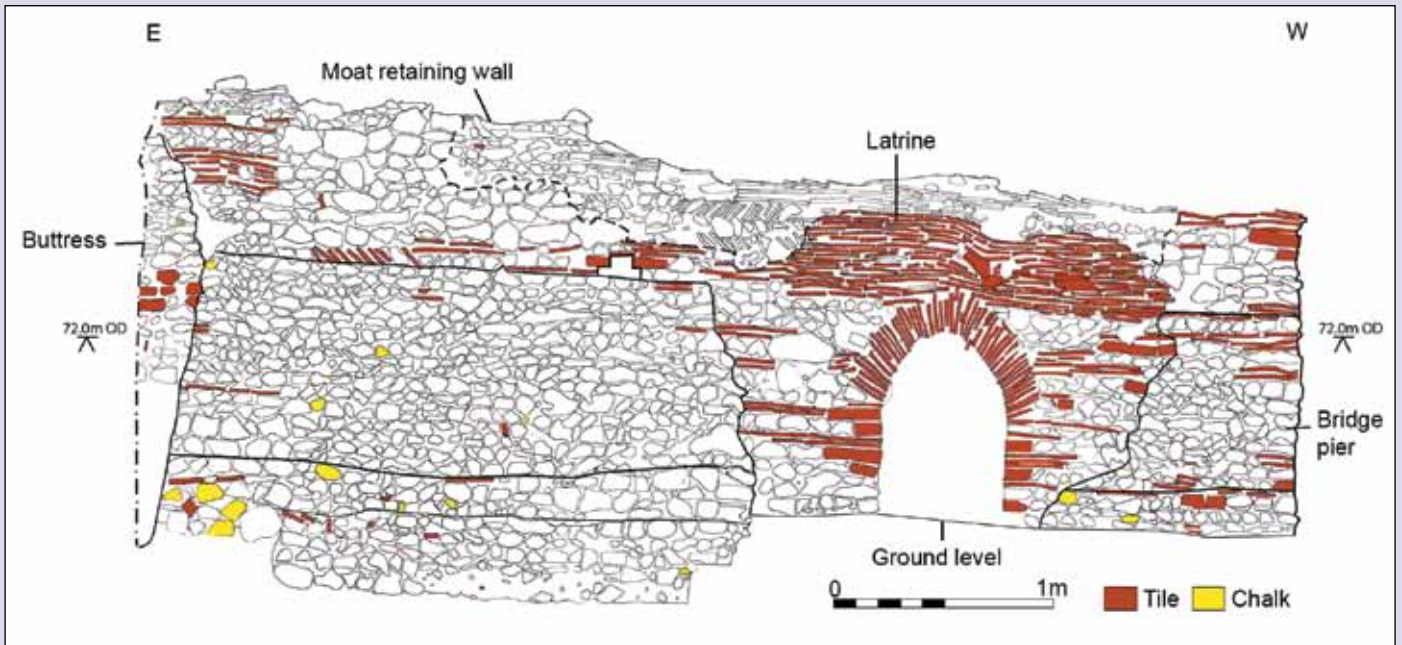 E
W
Moat retaining wall
Latrine
Buttress
72.0m OD
72.0m OD
Bridge
pier
Ground level
0
1m
Tile
Chalk